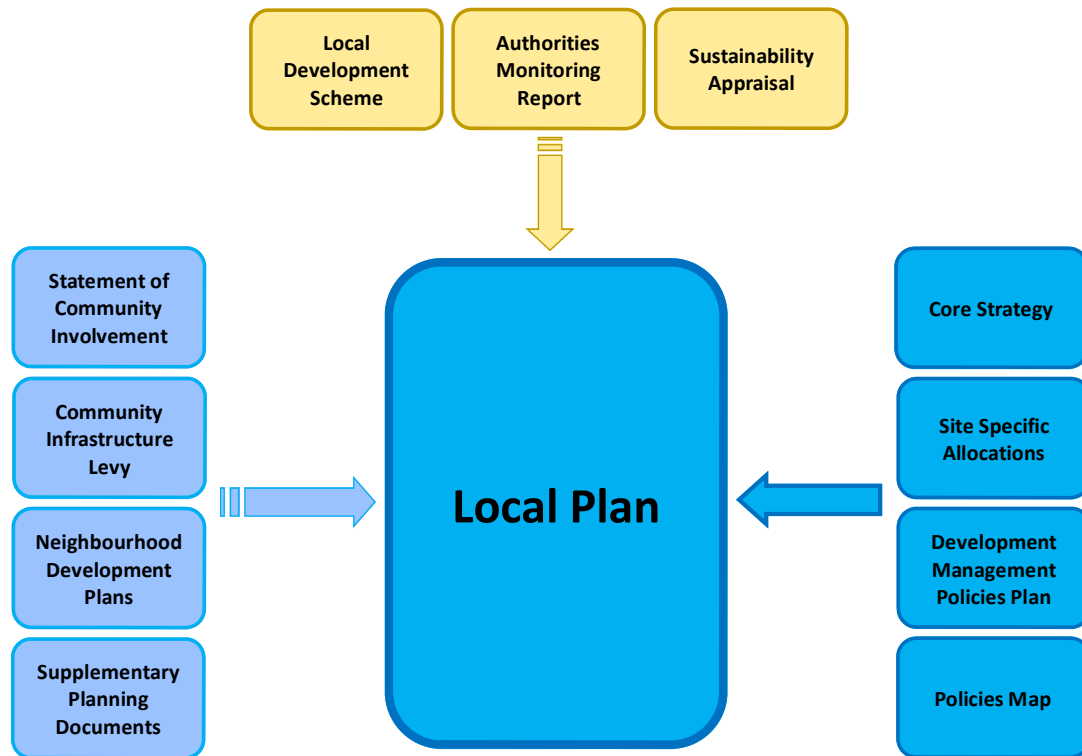 Local
Development
Scheme
Authorities
Monitoring
Report
Sustainability
Appraisal
Statement of
Community
Involvement
Community
Infrastructure
Levy
Neighbourhood
Development
Plans
Supplementary
Planning
Documents
Local Plan
Core Strategy
Site Specific
Allocations
Development
Management
Policies Plan
Policies Map